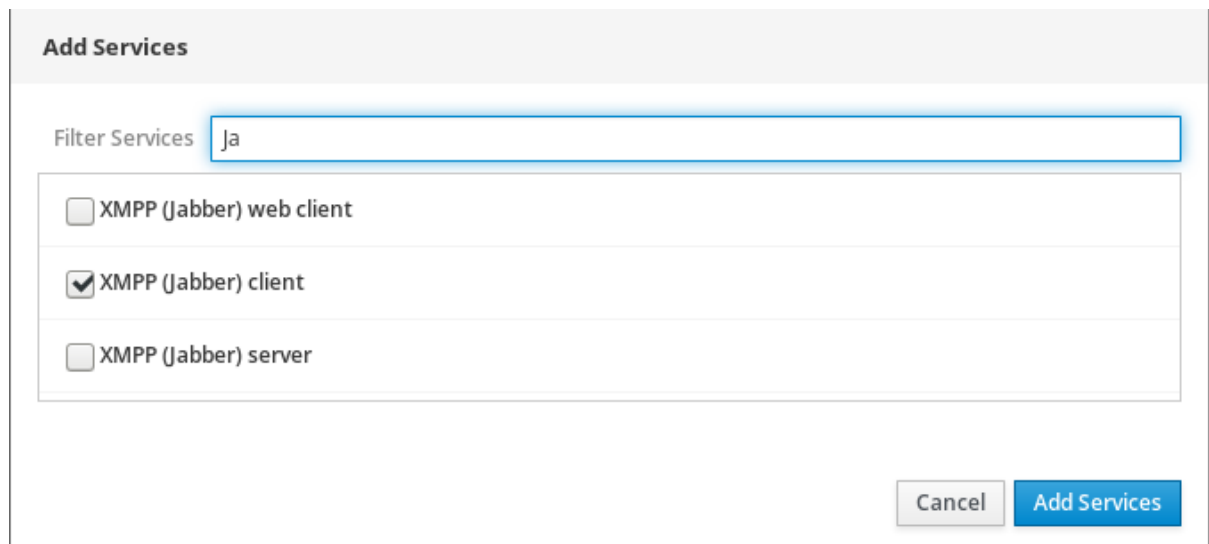 Add Services
Filter Services Ja
XMPP (Jabber) web client
XMPP (Jabber) client
XMPP (Jabber) server
Cancel Add Services